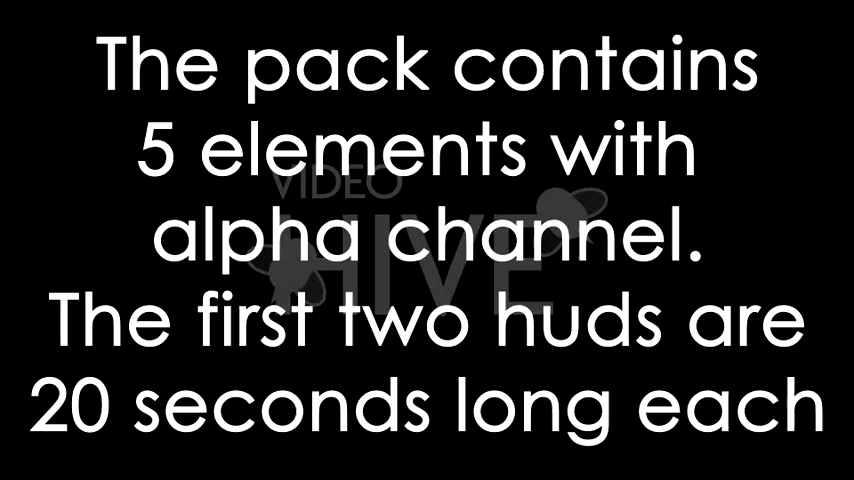 The pack contains
5 elements with
VIDEO
HIVE
alpha channel.
The first two huds are
20 seconds long each